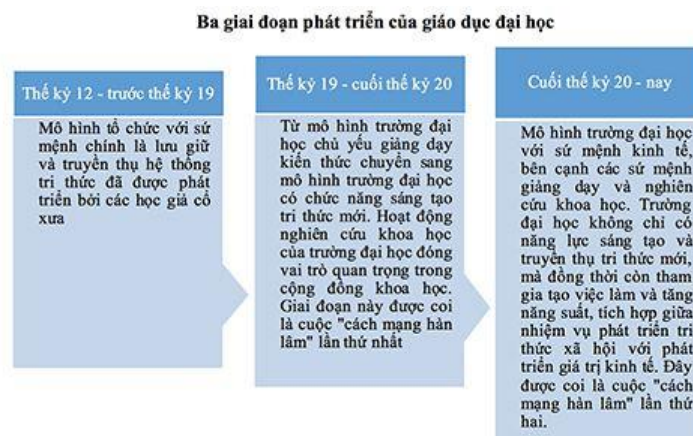 Ba giai đoạn phát triển của giáo dục đại học
Thế kỷ 12 - trước thế kỷ 19
Mô hình tổ chức với sứ
mệnh chính là lưu giữ
và truyền thụ hệ thống
tri thức đã được phát
triển bởi các học giả cổ
xưa
Thế kỷ 19 - cuối thế kỷ 20
Từ mô hình trường đại
học chủ yếu giảng dạy
kiến thức chuyển sang
mô hình trường đại học
có chức năng sáng tạo
tri thức mới. Hoạt động
nghiên cứu khoa học
của trường đại học đóng
vai trò quan trọng trong
cộng đồng khoa học.
Giai đoạn này được coi
là cuộc "cách mạng hàn
lâm" lần thứ nhất
Cuối thế kỷ 20 - nay
Mô hình trường đại học
với sứ mệnh kinh tế,
bên cạnh các sứ mệnh
giảng dạy và nghiên
cứu khoa học. Trường
đại học không chỉ có
năng lực sáng tạo và
truyền thụ tri thức mới,
mà đồng thời còn tham
gia tạo việc làm và tăng
năng suất, tích hợp giữa
nhiệm vụ phát triển tri
thức xã hội với phát
triển giá trị kinh tế. Đây
được coi là cuộc "cách
mạng hàn lâm" lần thứ
hai.